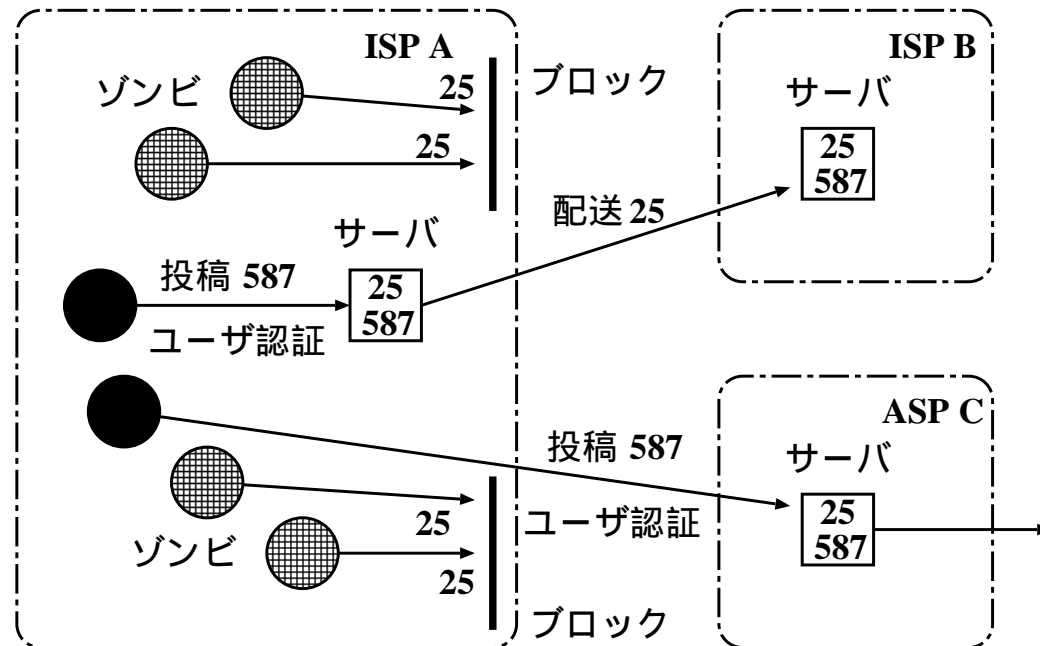 ISP A
ISP B
ゾンビ
25
ブロック
サーバ
25
25
587
配送 25
サーバ
投稿 587
25
587
ユーザ認証
ASP C
投稿 587
サーバ
25
ユーザ認証
25
587
ゾンビ
25
ブロック